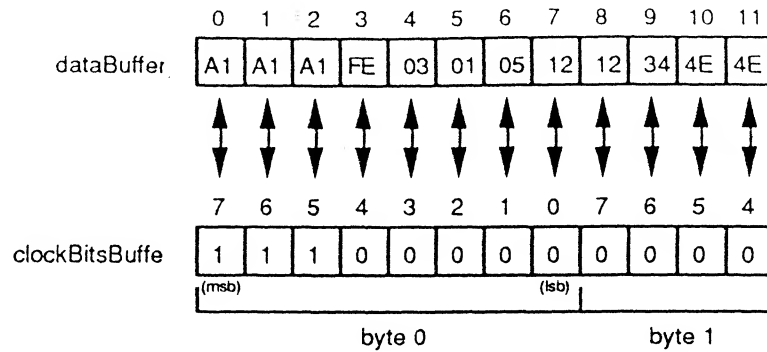 0 1 2 3 4 5 6 7 8 9 10 11
dataBuffer A1 A1 A1 FE 03 01 05 12 12 34 4E 4E
7 6 5 4 3 2 1 0 7 6 5 4
clockBitsBuffe 1 1 1 0 0 0 0 0 0 0 0 0
(msb) (lsb)
byte 0 byte 1